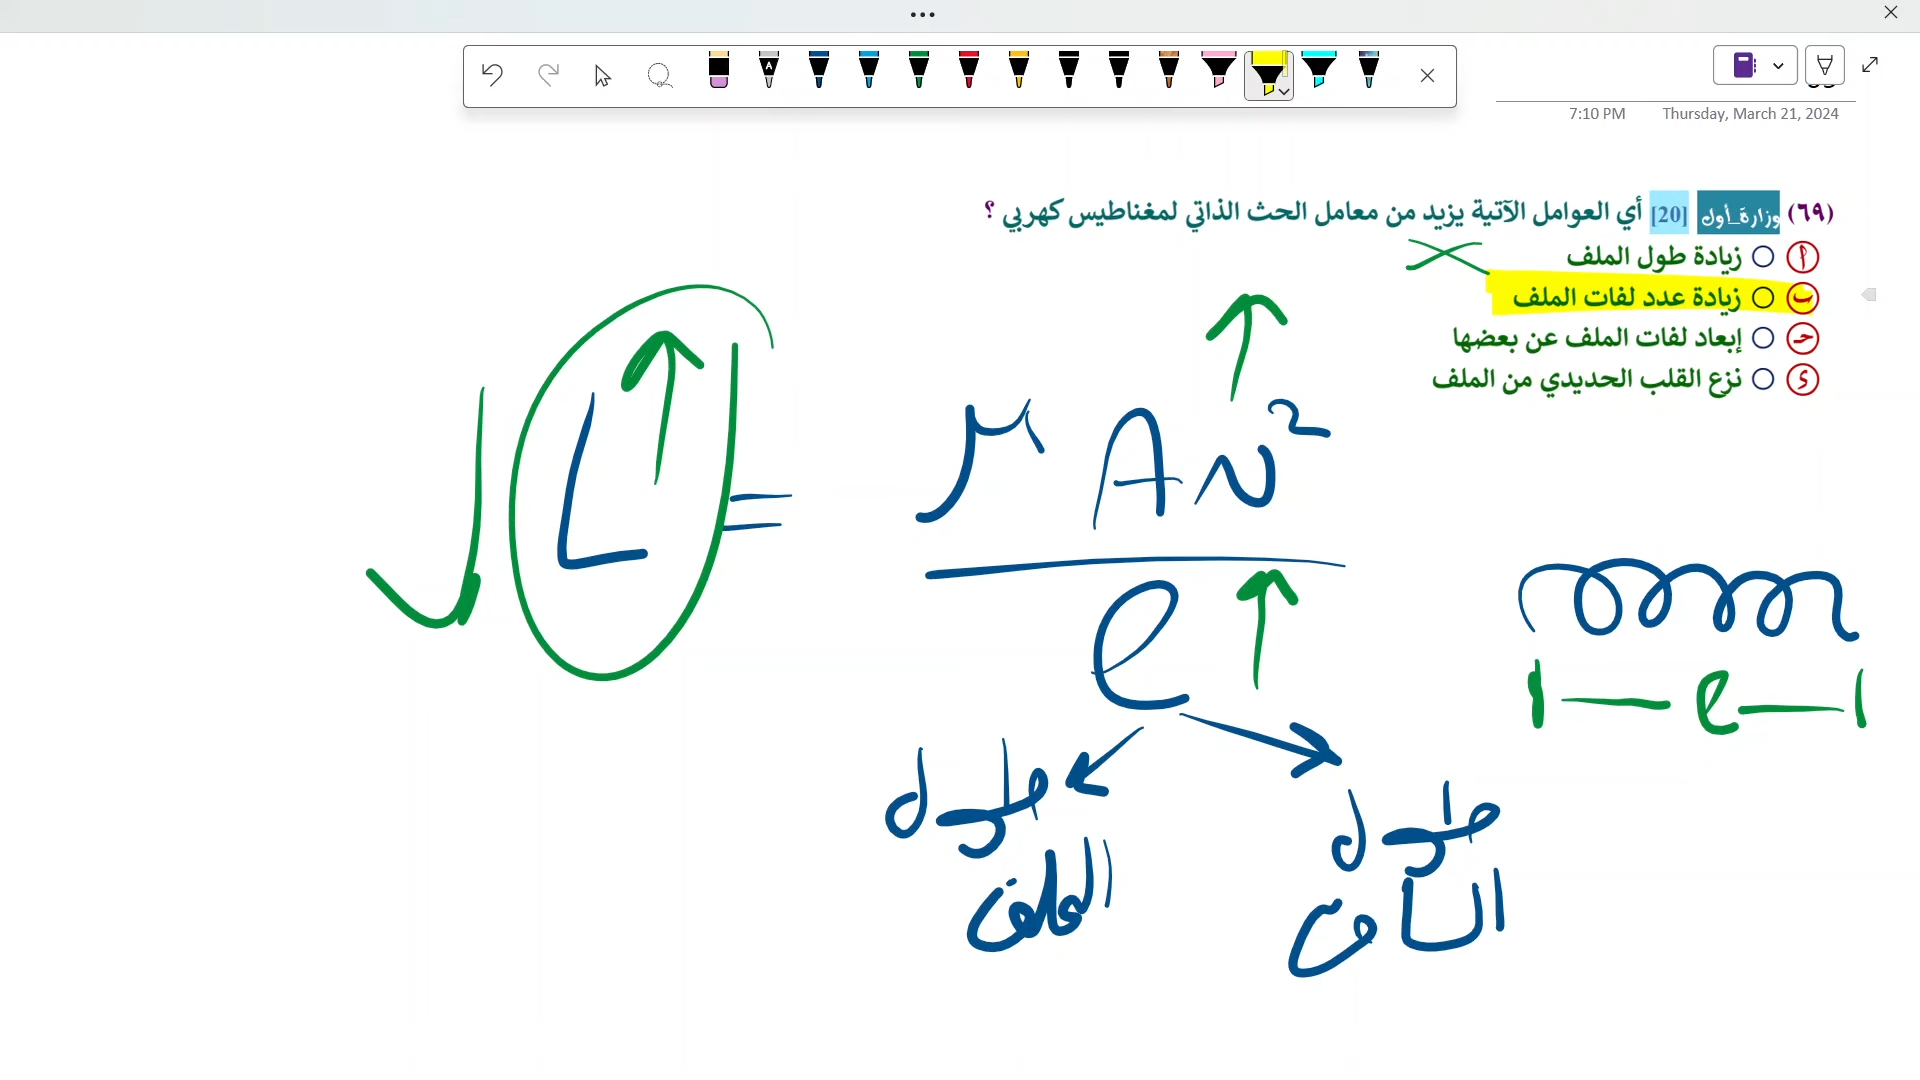 7:10 PM Thursday, March 21, 2024
(٦٩) وزارة_أول [20] أي العوامل الآتية يزيد من معامل الحث الذاتي لمغناطيس كهربي ؟
أ زيادة طول الملف
ب زيادة عدد لفات الملف
جـ إبعاد لفات الملف عن بعضها
د نزع القلب الحديدي من الملف
L = μ A N²
l
l
طول طول
الملف